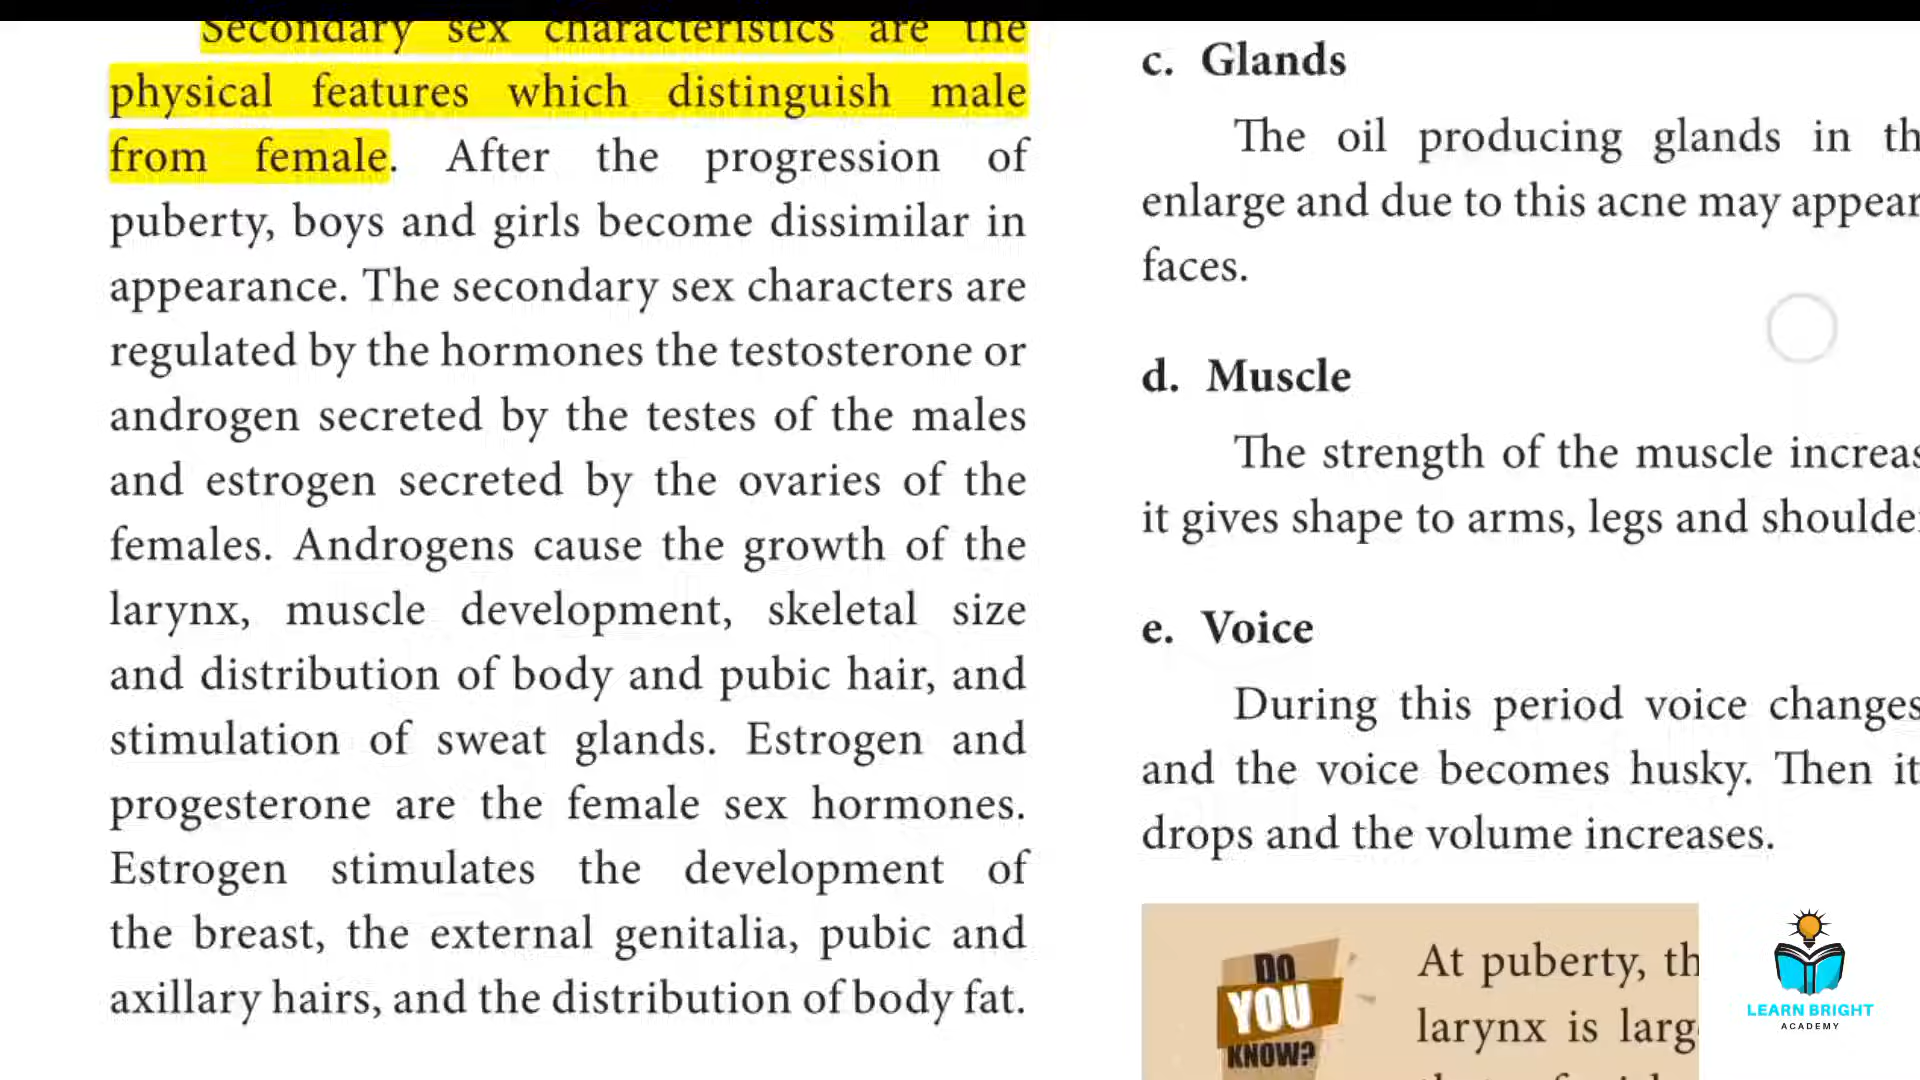 Secondary sex characteristics are the
physical features which distinguish male
from female. After the progression of
puberty, boys and girls become dissimilar in
appearance. The secondary sex characters are
regulated by the hormones the testosterone or
androgen secreted by the testes of the males
and estrogen secreted by the ovaries of the
females. Androgens cause the growth of the
larynx, muscle development, skeletal size
and distribution of body and pubic hair, and
stimulation of sweat glands. Estrogen and
progesterone are the female sex hormones.
Estrogen stimulates the development of
the breast, the external genitalia, pubic and
axillary hairs, and the distribution of body fat.
c. Glands
The oil producing glands in th
enlarge and due to this acne may appear
faces.
d. Muscle
The strength of the muscle increas
it gives shape to arms, legs and shoulde
e. Voice
During this period voice changes
and the voice becomes husky. Then it
drops and the volume increases.
DO
YOU
KNOW?
At puberty, th
larynx is larg
LEARN BRIGHT
ACADEMY